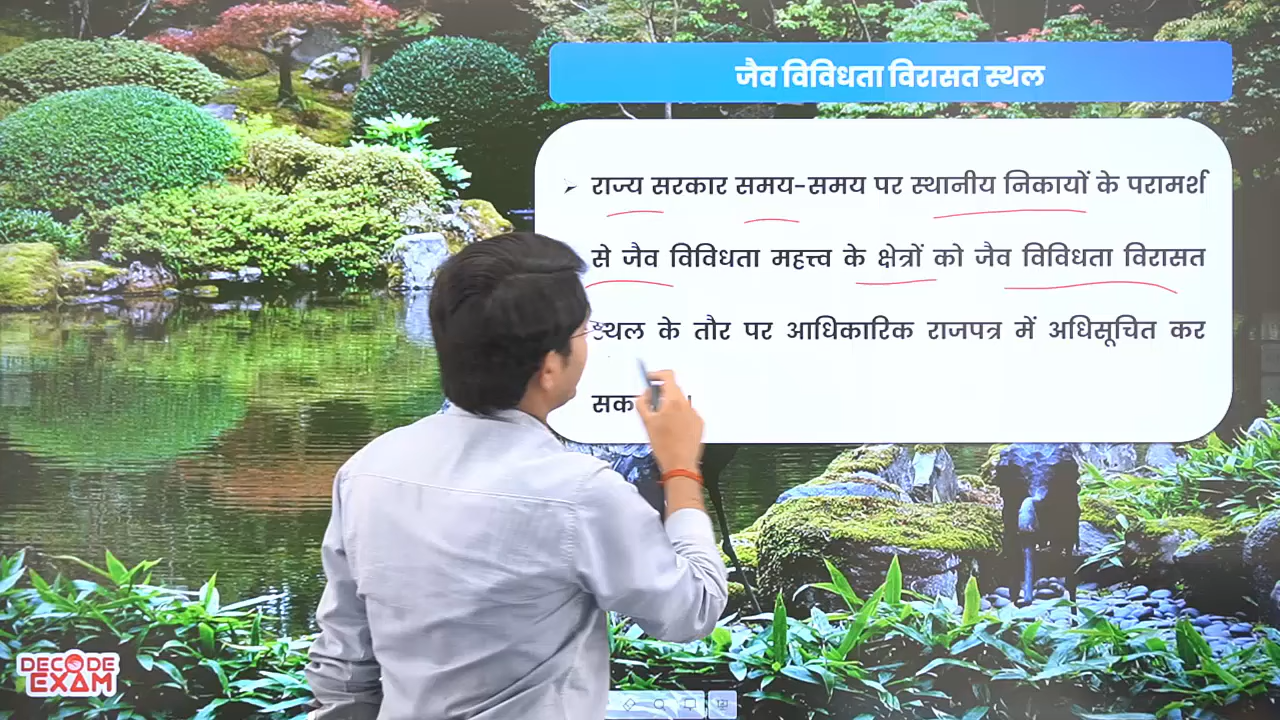 जैव विविधता विरासत स्थल
➢ राज्य सरकार समय-समय पर स्थानीय निकायों के परामर्श
से जैव विविधता महत्त्व के क्षेत्रों को जैव विविधता विरासत
स्थल के तौर पर आधिकारिक राजपत्र में अधिसूचित कर
DECODE
EXAM